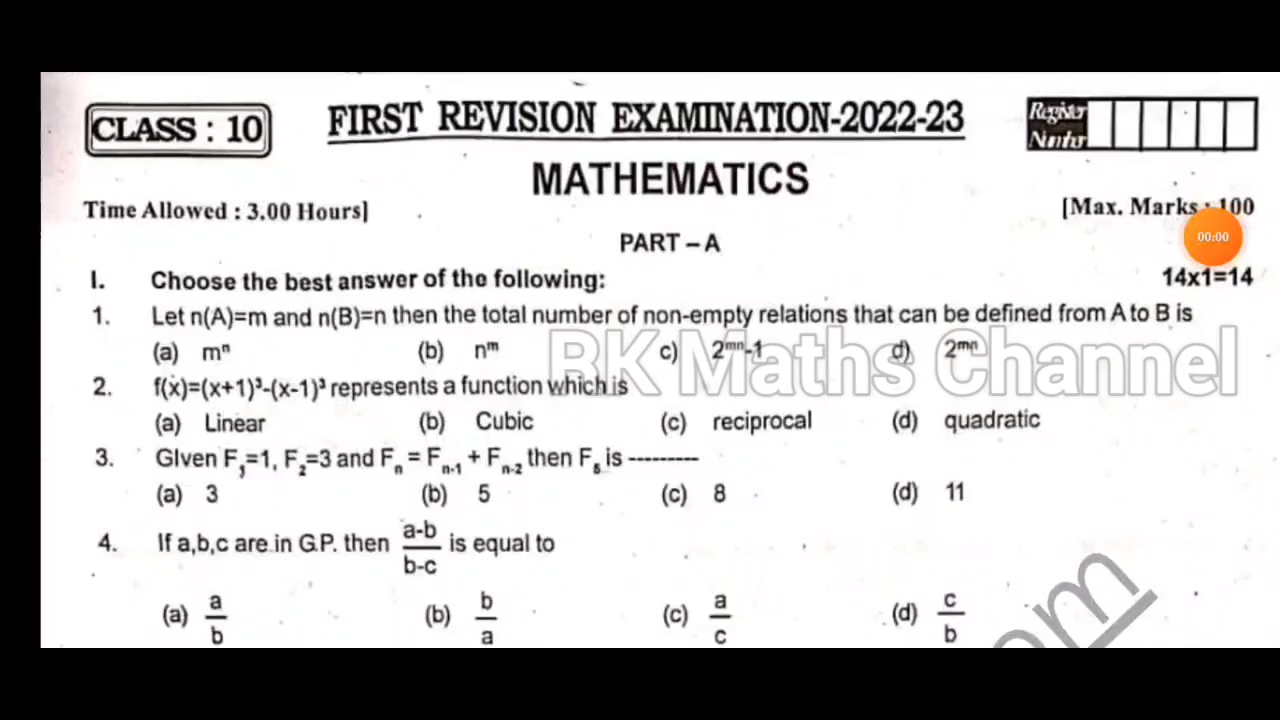 CLASS : 10
FIRST REVISION EXAMINATION-2022-23
Register Number
MATHEMATICS
Time Allowed : 3.00 Hours]
[Max. Marks : 100
00:00
PART – A
I. Choose the best answer of the following: 14x1=14
1. Let n(A)=m and n(B)=n then the total number of non-empty relations that can be defined from A to B is
(a) mⁿ (b) nᵐ c) 2ᵐⁿ-1 d) 2ᵐⁿ
RK Maths Channel
2. f(x)=(x+1)³-(x-1)³ represents a function which is
(a) Linear (b) Cubic (c) reciprocal (d) quadratic
3. Given F₁=1, F₂=3 and Fₙ = Fₙ₋₁ + Fₙ₋₂ then F₅ is ---------
(a) 3 (b) 5 (c) 8 (d) 11
4. If a,b,c are in G.P. then a-b/b-c is equal to
(a) a/b (b) b/a (c) a/c (d) c/b
om